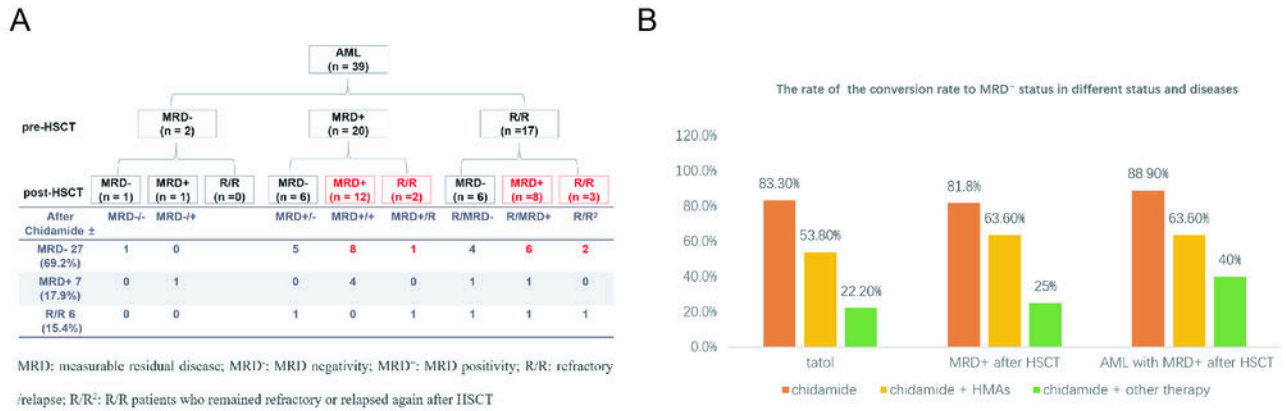 A
AML
(n = 39)
pre-HSCT
MRD-
(n = 2)
MRD+
(n = 20)
R/R
(n =17)
post-HSCT
MRD-
(n = 1)
MRD+
(n = 1)
R/R
(n =0)
MRD-
(n = 6)
MRD+
(n = 12)
R/R
(n =2)
MRD-
(n = 6)
MRD+
(n =8)
R/R
(n =3)
After
Chidamide ±
MRD-/- MRD-/+ MRD+/- MRD+/+ MRD+/R R/MRD- R/MRD+ R/R²
MRD- 27
(69.2%)
1 0 5 8 1 4 6 2
MRD+ 7
(17.9%)
0 1 0 4 0 1 1 0
R/R 6
(15.4%)
0 0 1 0 1 1 1 1
MRD: measurable residual disease; MRD⁻: MRD negativity; MRD⁺: MRD positivity; R/R: refractory
/relapse; R/R²: R/R patients who remained refractory or relapsed again after HSCT
B
The rate of the conversion rate to MRD⁻ status in different status and diseases
120.0%
100.0%
80.0%
60.0%
40.0%
20.0%
0.0%
83.30%
53.80%
22.20%
81.8%
63.60%
25%
88.90%
63.60%
40%
tatol
MRD+ after HSCT
AML with MRD+ after HSCT
chidamide
chidamide + HMAs
chidamide + other therapy